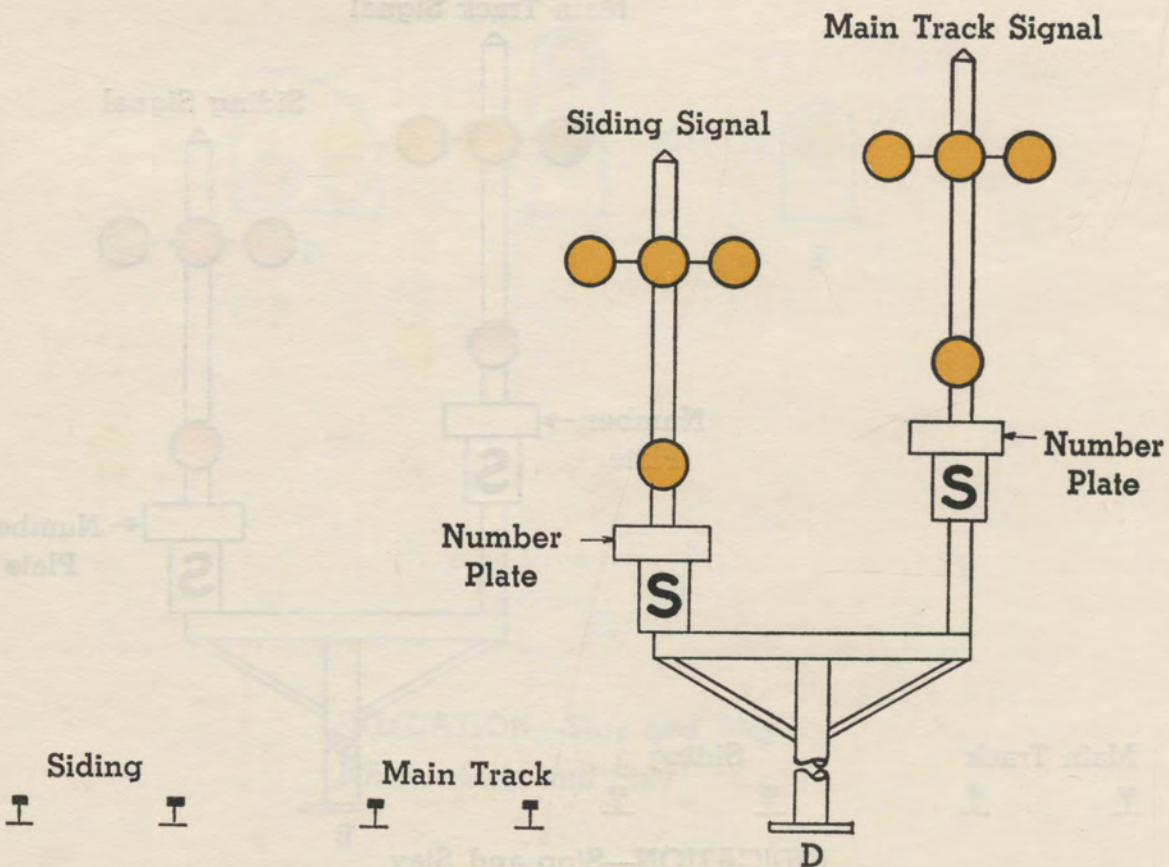 Main Track Signal
Siding Signal
Number
Plate
S
Number
Plate
S
Siding
Main Track
D